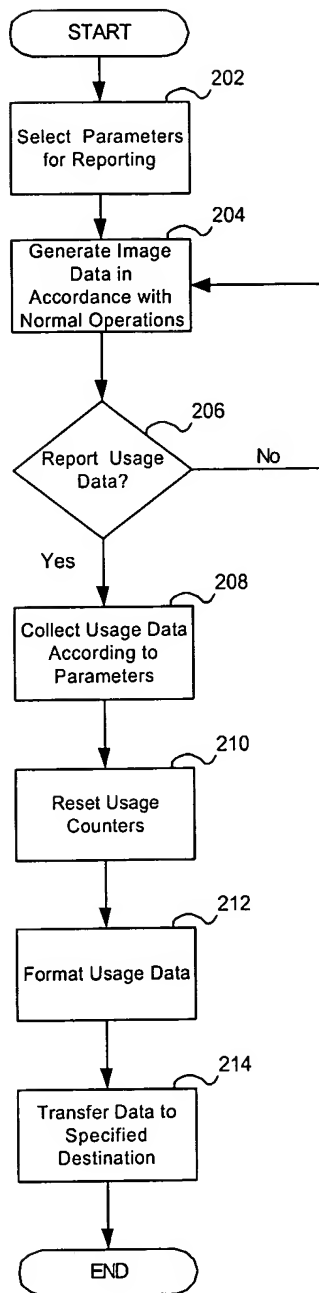 START
202
Select Parameters
for Reporting
204
Generate Image
Data in
Accordance with
Normal Operations
206
Report Usage
Data?
No
Yes
208
Collect Usage Data
According to
Parameters
210
Reset Usage
Counters
212
Format Usage Data
214
Transfer Data to
Specified
Destination
END